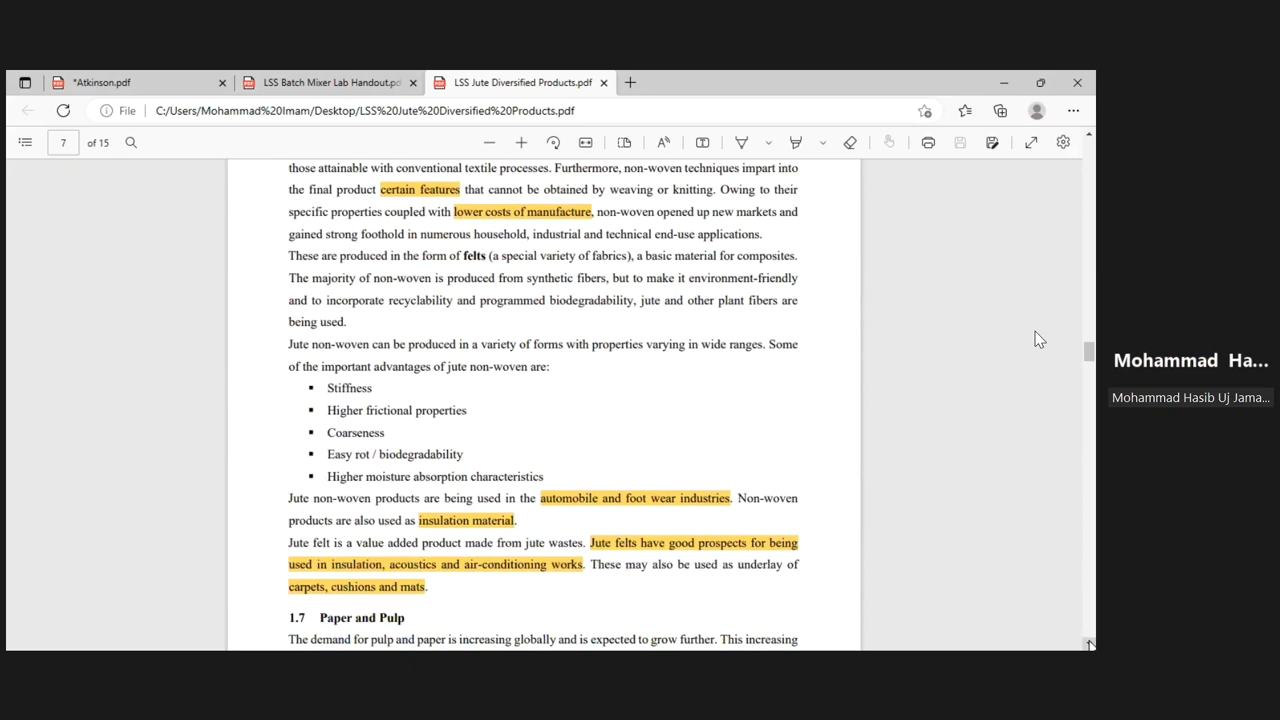 *Atkinson.pdf
LSS Batch Mixer Lab Handout.pd
LSS Jute Diversified Products.pdf
File
C:/Users/Mohammad%20Imam/Desktop/LSS%20Jute%20Diversified%20Products.pdf
7 of 15
those attainable with conventional textile processes. Furthermore, non-woven techniques impart into
the final product certain features that cannot be obtained by weaving or knitting. Owing to their
specific properties coupled with lower costs of manufacture, non-woven opened up new markets and
gained strong foothold in numerous household, industrial and technical end-use applications.
These are produced in the form of felts (a special variety of fabrics), a basic material for composites.
The majority of non-woven is produced from synthetic fibers, but to make it environment-friendly
and to incorporate recyclability and programmed biodegradability, jute and other plant fibers are
being used.
Jute non-woven can be produced in a variety of forms with properties varying in wide ranges. Some
of the important advantages of jute non-woven are:
▪ Stiffness
▪ Higher frictional properties
▪ Coarseness
▪ Easy rot / biodegradability
▪ Higher moisture absorption characteristics
Jute non-woven products are being used in the automobile and foot wear industries. Non-woven
products are also used as insulation material.
Jute felt is a value added product made from jute wastes. Jute felts have good prospects for being
used in insulation, acoustics and air-conditioning works. These may also be used as underlay of
carpets, cushions and mats.
1.7 Paper and Pulp
The demand for pulp and paper is increasing globally and is expected to grow further. This increasing
Mohammad Ha...
Mohammad Hasib Uj Jama...